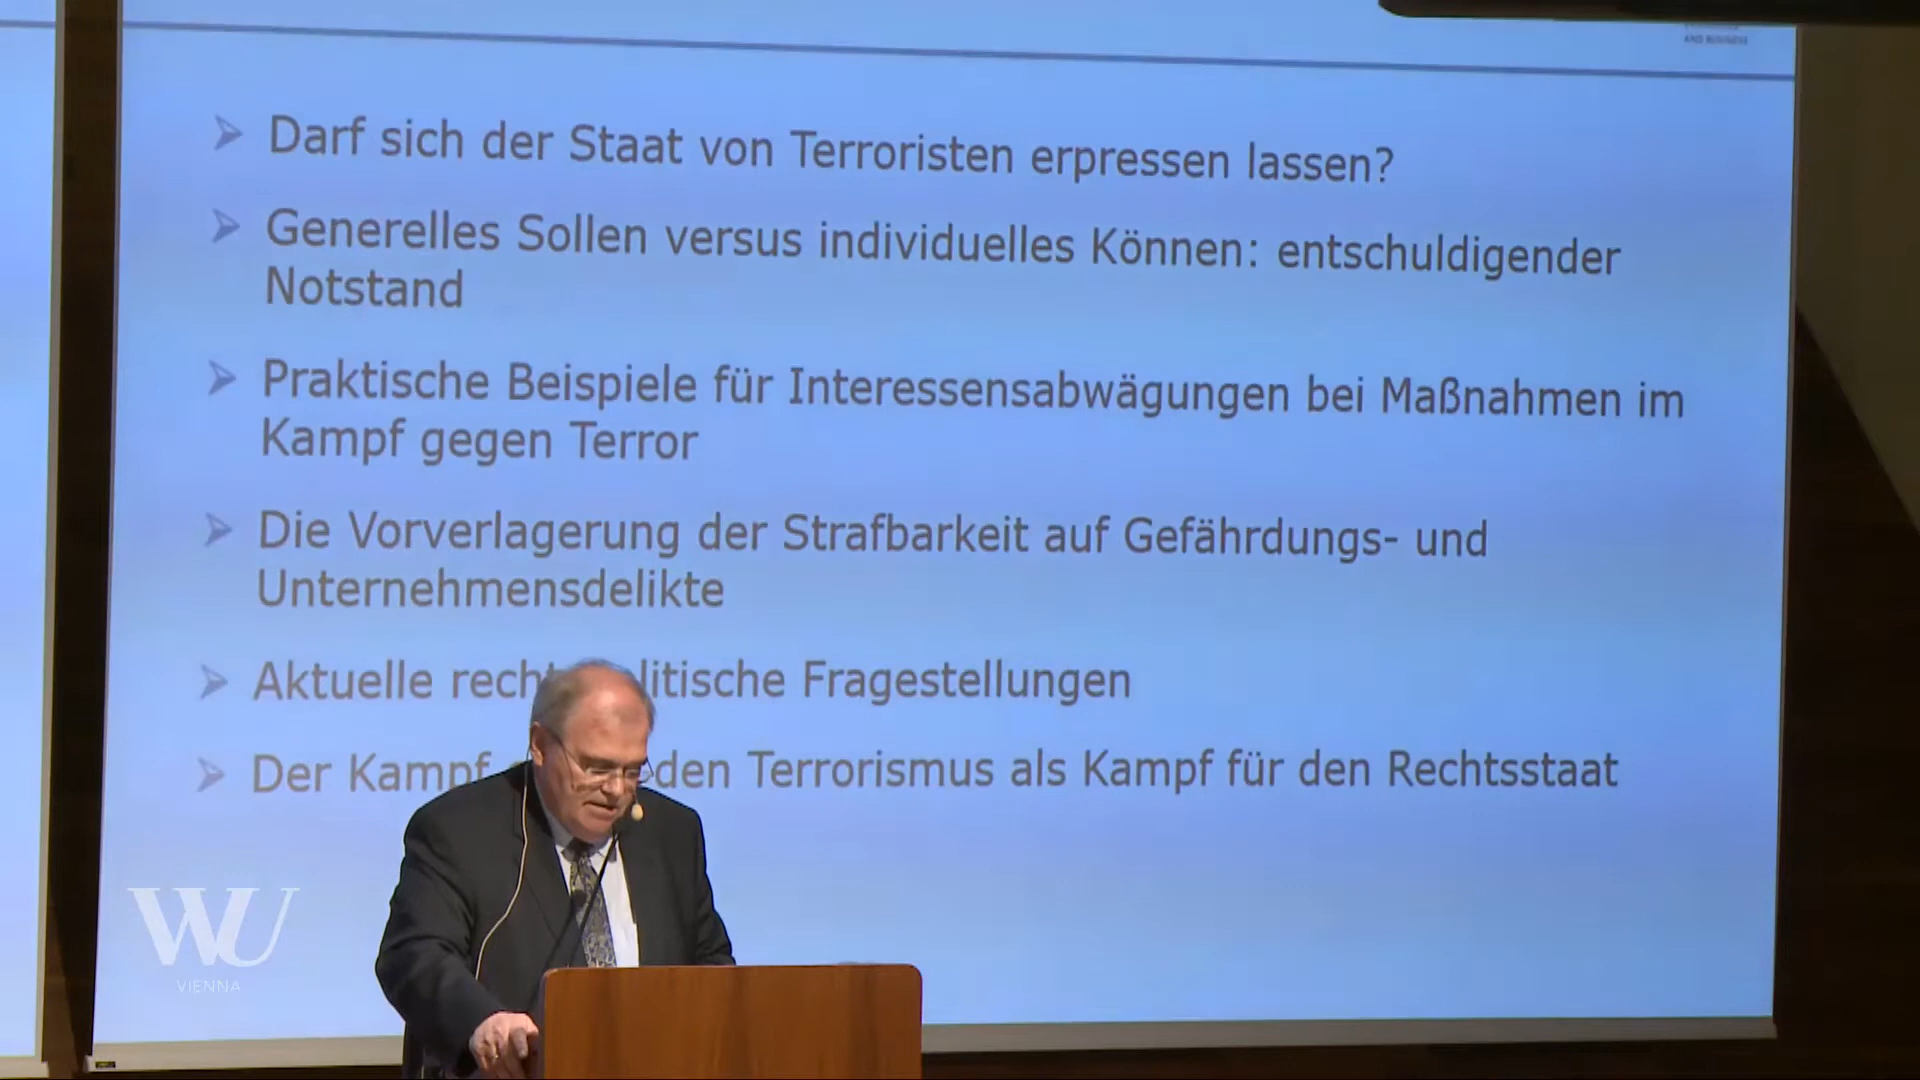 AND BUSINESS
Darf sich der Staat von Terroristen erpressen lassen?
Generelles Sollen versus individuelles Können: entschuldigender
Notstand
Praktische Beispiele für Interessensabwägungen bei Maßnahmen im
Kampf gegen Terror
Die Vorverlagerung der Strafbarkeit auf Gefährdungs- und
Unternehmensdelikte
Aktuelle Fragestellungen
Der Kampf den Terrorismus als Kampf für den Rechtsstaat
WU
VIENNA